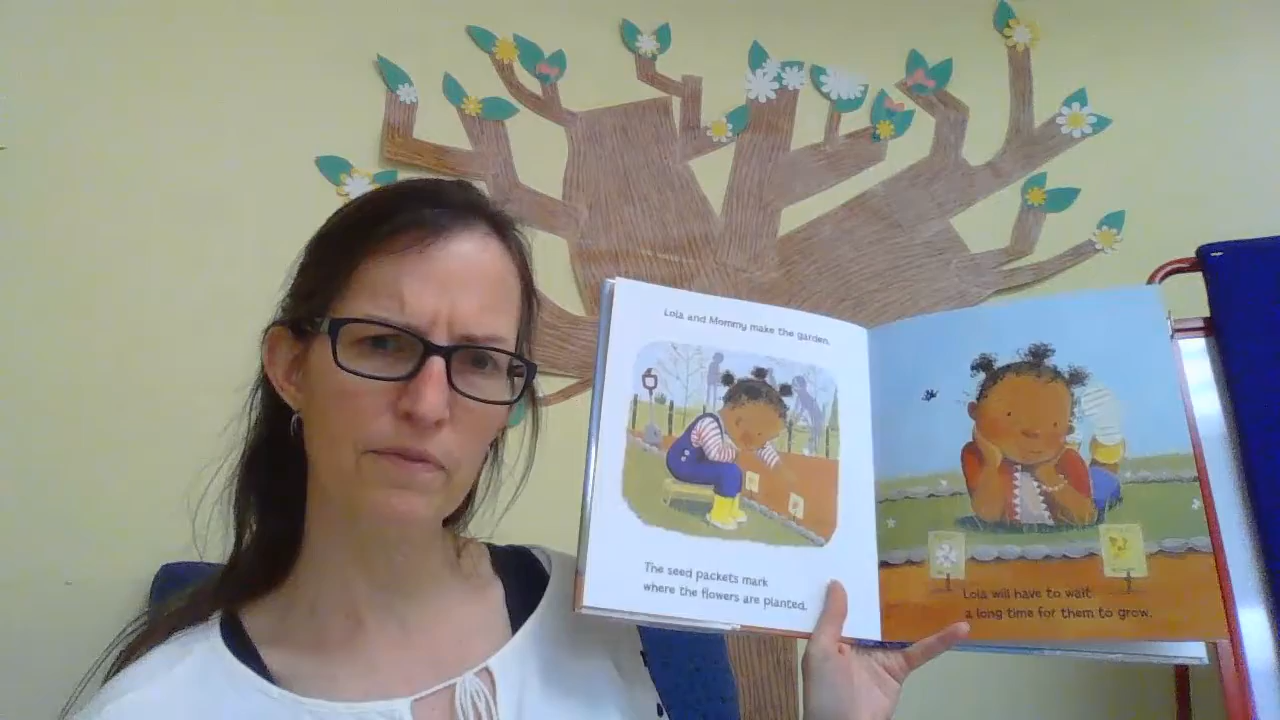 Lola and Mommy make the garden.
The seed packets mark
where the flowers are planted.
Lola will have to wait
a long time for them to grow.